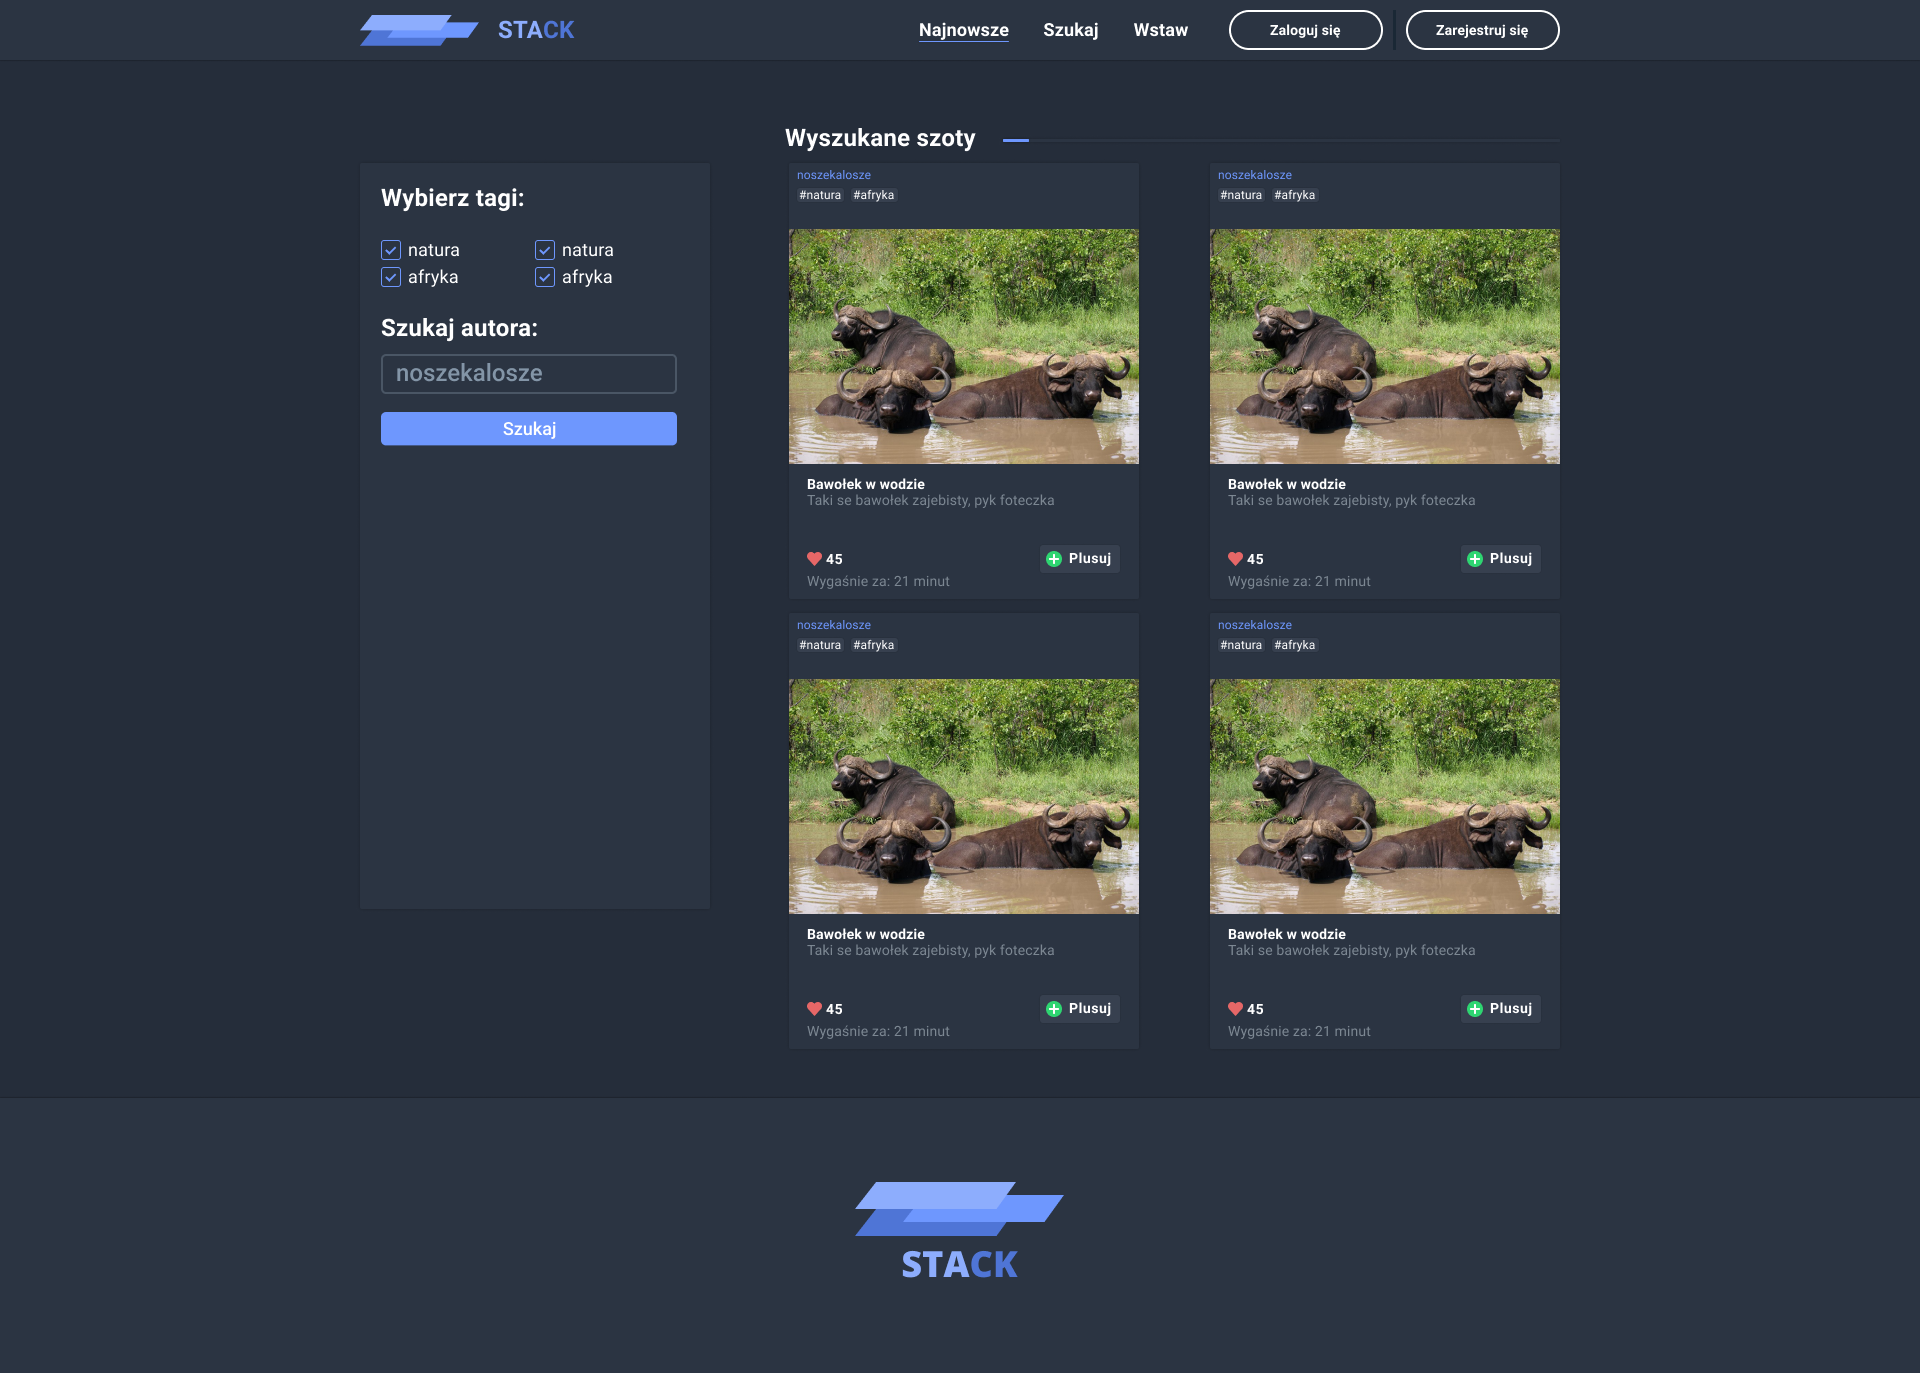 STACK
Najnowsze
Szukaj
Wstaw
Zaloguj się
Zarejestruj się
Wyszukane szoty
Wybierz tagi:
natura
natura
afryka
afryka
Szukaj autora:
noszekalosze
Szukaj
noszekalosze
#natura #afryka
Bawołek w wodzie
Taki se bawołek zajebisty, pyk foteczka
45
Plusuj
Wygaśnie za: 21 minut
noszekalosze
#natura #afryka
Bawołek w wodzie
Taki se bawołek zajebisty, pyk foteczka
45
Plusuj
Wygaśnie za: 21 minut
noszekalosze
#natura #afryka
Bawołek w wodzie
Taki se bawołek zajebisty, pyk foteczka
45
Plusuj
Wygaśnie za: 21 minut
noszekalosze
#natura #afryka
Bawołek w wodzie
Taki se bawołek zajebisty, pyk foteczka
45
Plusuj
Wygaśnie za: 21 minut
STACK